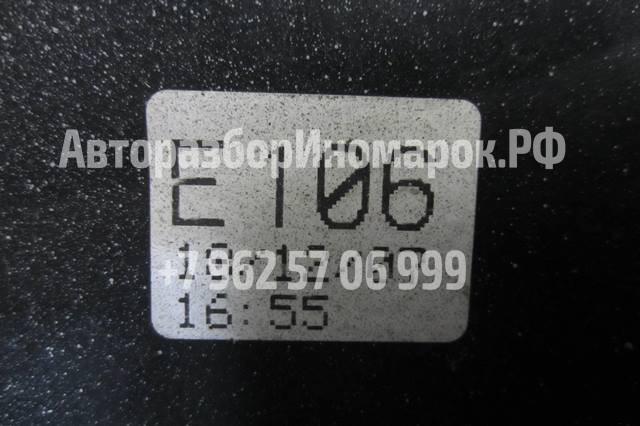 АвторазборИномарок.РФ
E106
+7 962 57 06 999
16:55